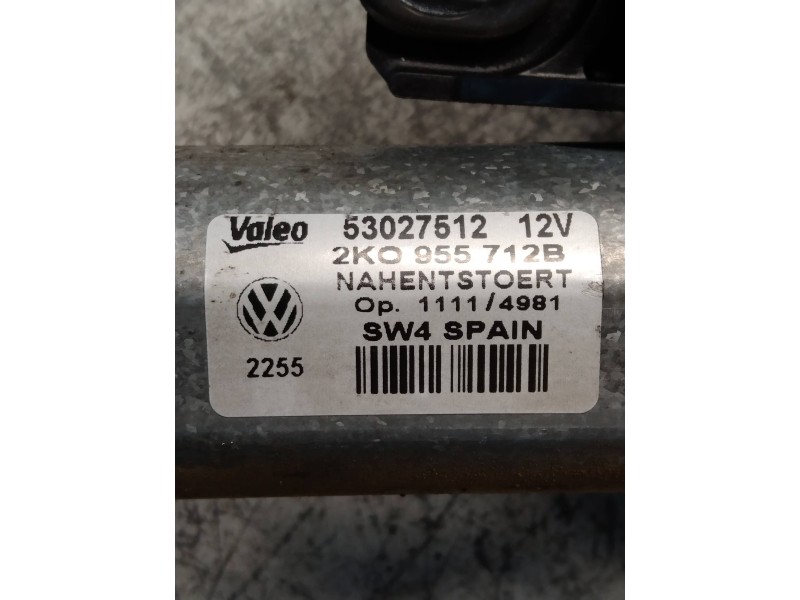 Valeo 53027512 12V
2KO 955 712B
NAHENTSTOERT
Op. 1111/4981
SW4 SPAIN
2255